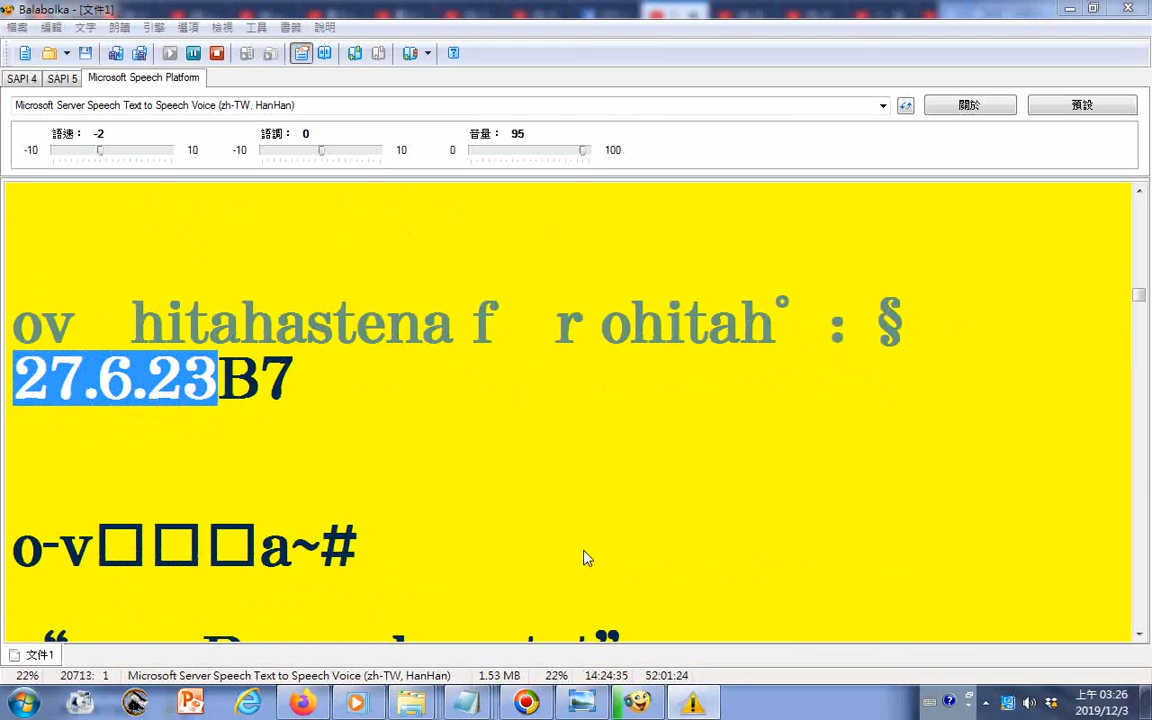 Balabolka - [文件1]
檔案 編輯 文字 朗讀 引擎 選項 檢視 工具 書籤 說明
SAPI 4 SAPI 5 Microsoft Speech Platform
Microsoft Server Speech Text to Speech Voice (zh-TW, HanHan) 關於 預設
語速： -2 語調： 0 音量： 95
-10 10 -10 10 0 100
ov hitahastena f r ohitah° : §
27.6.23B7
o-v□□□a~#
文件1
22% 20713: 1 Microsoft Server Speech Text to Speech Voice (zh-TW, HanHan) 1.53 MB 22% 14:24:35 52:01:24
上午 03:26
2019/12/3